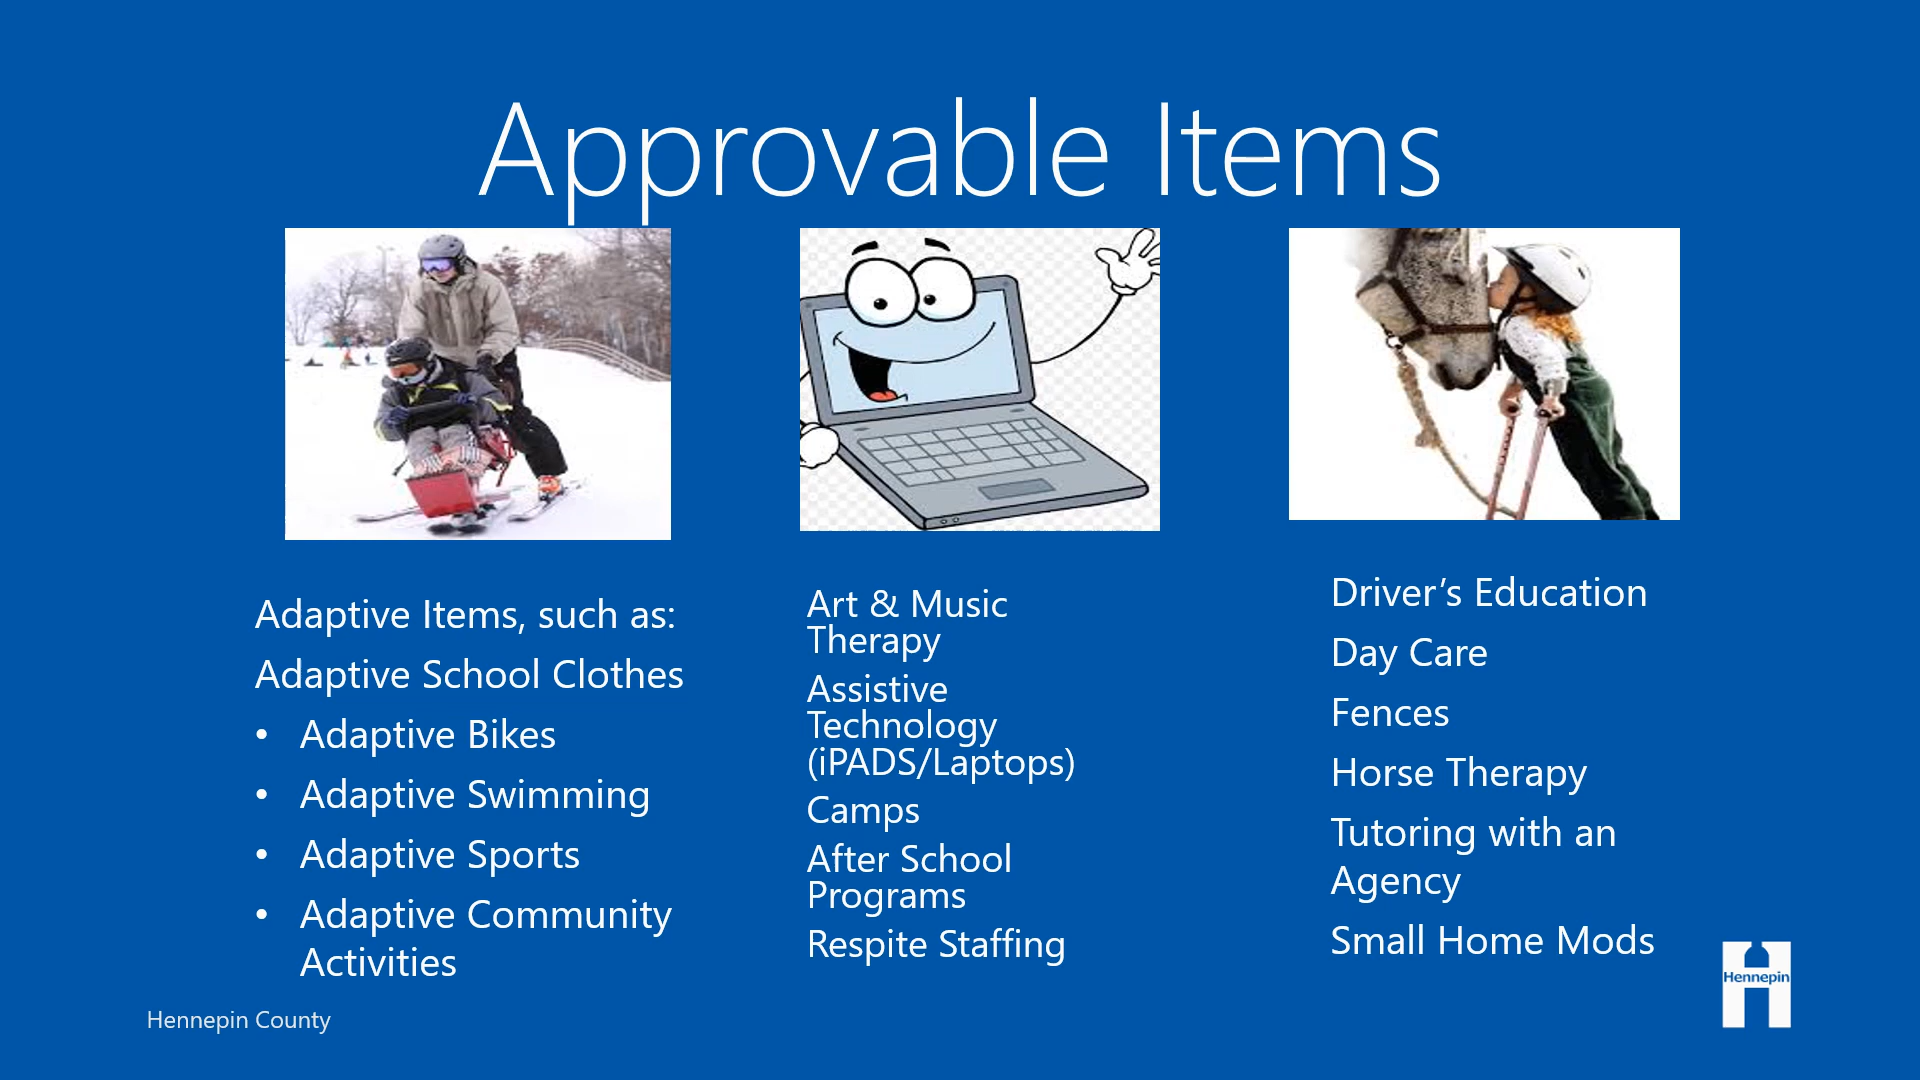 Approvable Items
Adaptive Items, such as:
Adaptive School Clothes
• Adaptive Bikes
• Adaptive Swimming
• Adaptive Sports
• Adaptive Community
Activities
Art & Music
Therapy
Assistive
Technology
(iPADS/Laptops)
Camps
After School
Programs
Respite Staffing
Driver’s Education
Day Care
Fences
Horse Therapy
Tutoring with an
Agency
Small Home Mods
Hennepin County
Hennepin